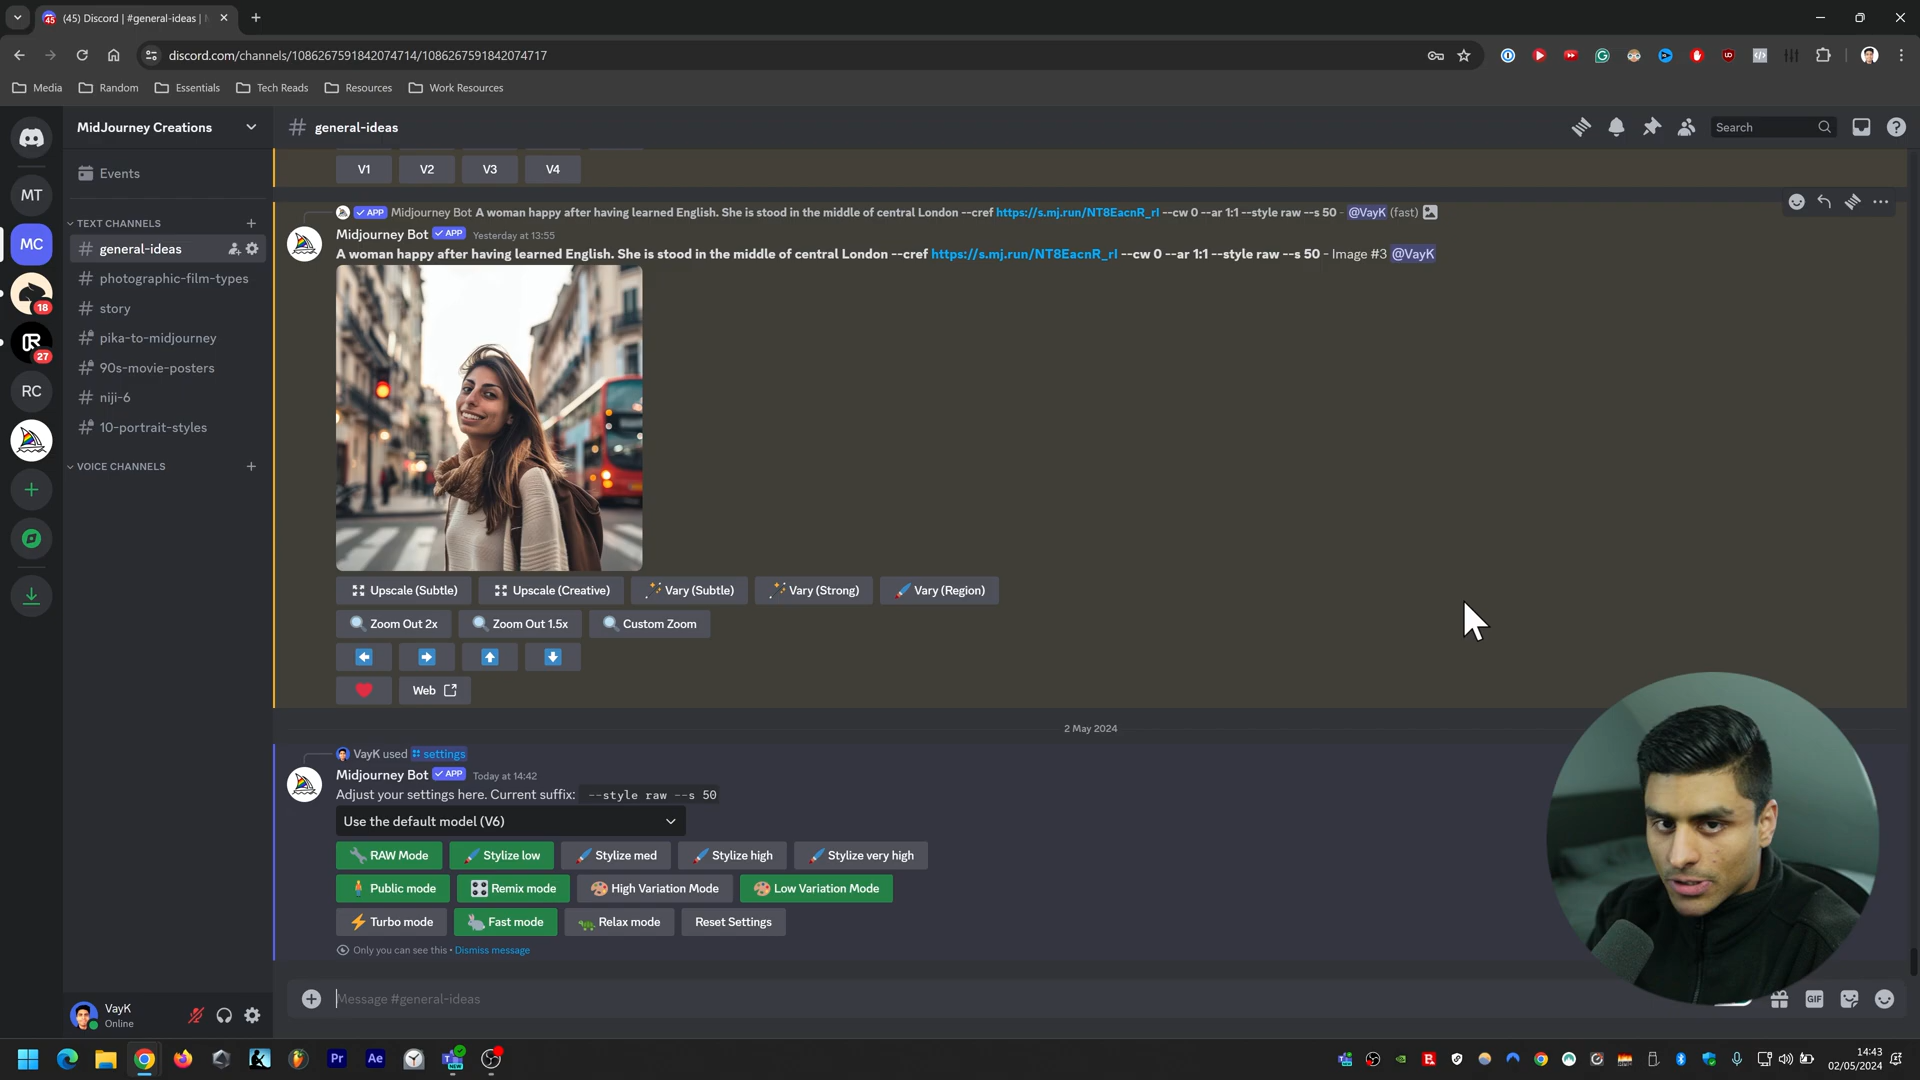 45
(45) Discord | #general-ideas |
discord.com/channels/1086267591842074714/1086267591842074717
Media
Random
Essentials
Tech Reads
Resources
Work Resources
MidJourney Creations
# general-ideas
Search
Events
V1 V2 V3 V4
TEXT CHANNELS
MT
MC
18
27
RC
# general-ideas
# photographic-film-types
# story
# pika-to-midjourney
# 90s-movie-posters
# niji-6
# 10-portrait-styles
VOICE CHANNELS
APP Midjourney Bot A woman happy after having learned English. She is stood in the middle of central London --cref https://s.mj.run/NT8EacnR_rI --cw 0 --ar 1:1 --style raw --s 50 - @VayK (fast)
Midjourney Bot APP Yesterday at 13:55
A woman happy after having learned English. She is stood in the middle of central London --cref https://s.mj.run/NT8EacnR_rI --cw 0 --ar 1:1 --style raw --s 50 - Image #3 @VayK
Upscale (Subtle) Upscale (Creative) Vary (Subtle) Vary (Strong) Vary (Region)
Zoom Out 2x Zoom Out 1.5x Custom Zoom
Web
2 May 2024
VayK used settings
Midjourney Bot APP Today at 14:42
Adjust your settings here. Current suffix: --style raw --s 50
Use the default model (V6)
RAW Mode Stylize low Stylize med Stylize high Stylize very high
Public mode Remix mode High Variation Mode Low Variation Mode
Turbo mode Fast mode Relax mode Reset Settings
Only you can see this • Dismiss message
Message #general-ideas
GIF
VayK
Online
Pr
Ae
NEW
14:43
02/05/2024